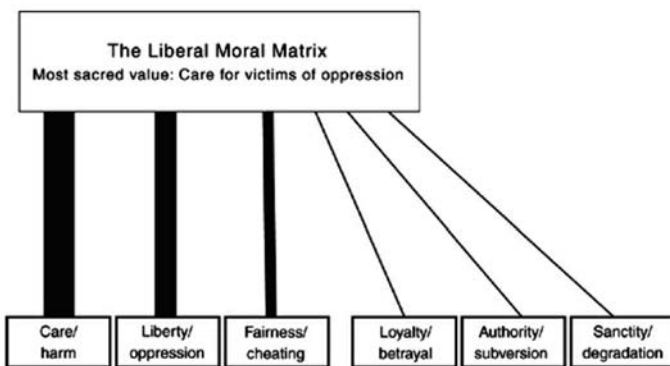 The Liberal Moral Matrix
Most sacred value: Care for victims of oppression
Care/
harm
Liberty/
oppression
Fairness/
cheating
Loyalty/
betrayal
Authority/
subversion
Sanctity/
degradation